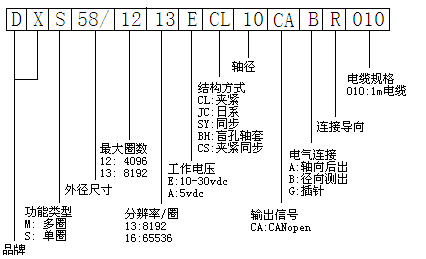 D X S 58/ 12 13 E CL 10 CA B R 010
轴径
电缆规格
010:1m电缆
结构方式
CL:夹紧
JC:日系
SY:同步
BH:盲孔轴套
CS:夹紧同步
连接导向
最大圈数
12: 4096
13: 8192
工作电压
E:10-30vdc
A:5vdc
电气连接
A:轴向后出
B:径向测出
G:插针
外径尺寸
功能类型
M: 多圈
S: 单圈
分辨率/圈
13:8192
16:65536
输出信号
CA:CANopen
品牌